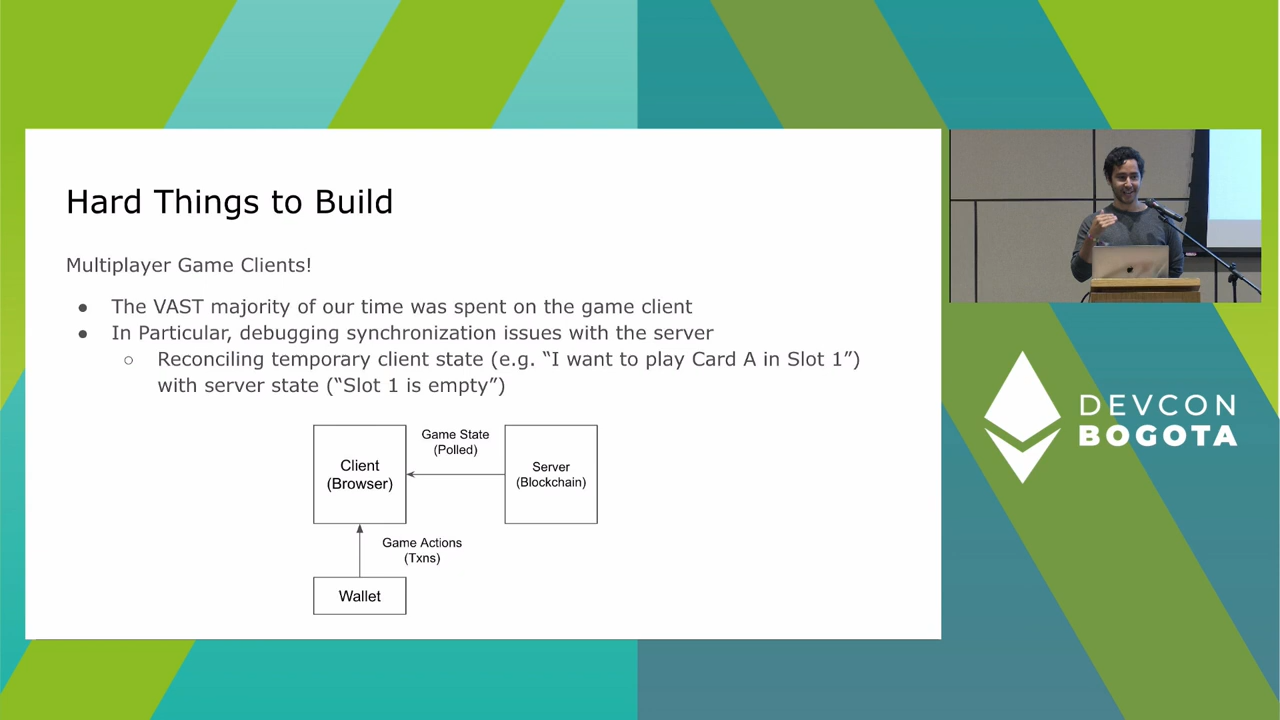 Hard Things to Build
Multiplayer Game Clients!
● The VAST majority of our time was spent on the game client
● In Particular, debugging synchronization issues with the server
○ Reconciling temporary client state (e.g. “I want to play Card A in Slot 1”)
with server state (“Slot 1 is empty”)
Game State
(Polled)
Client
(Browser)
Server
(Blockchain)
Game Actions
(Txns)
Wallet
DEVCON
BOGOTA